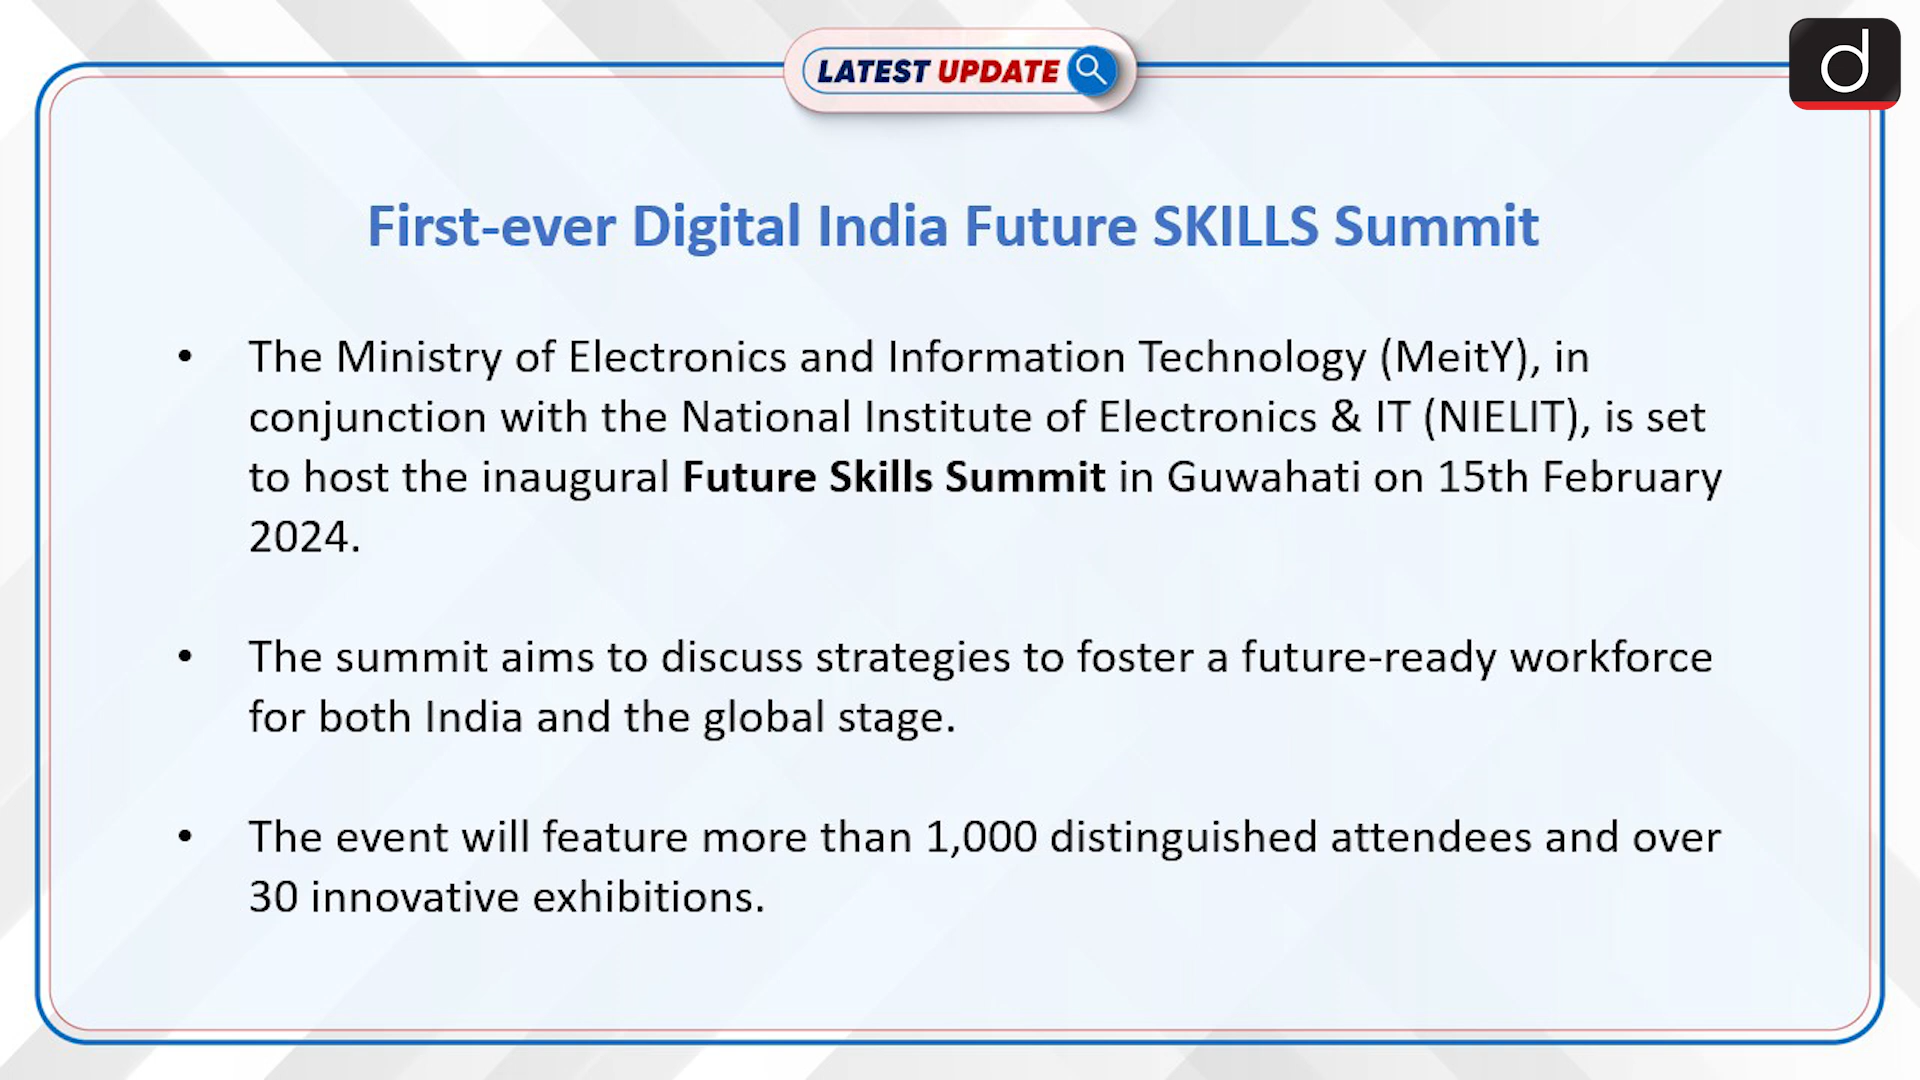 LATEST UPDATE
d
First-ever Digital India Future SKILLS Summit
• The Ministry of Electronics and Information Technology (MeitY), in
conjunction with the National Institute of Electronics & IT (NIELIT), is set
to host the inaugural Future Skills Summit in Guwahati on 15th February
2024.
• The summit aims to discuss strategies to foster a future-ready workforce
for both India and the global stage.
• The event will feature more than 1,000 distinguished attendees and over
30 innovative exhibitions.